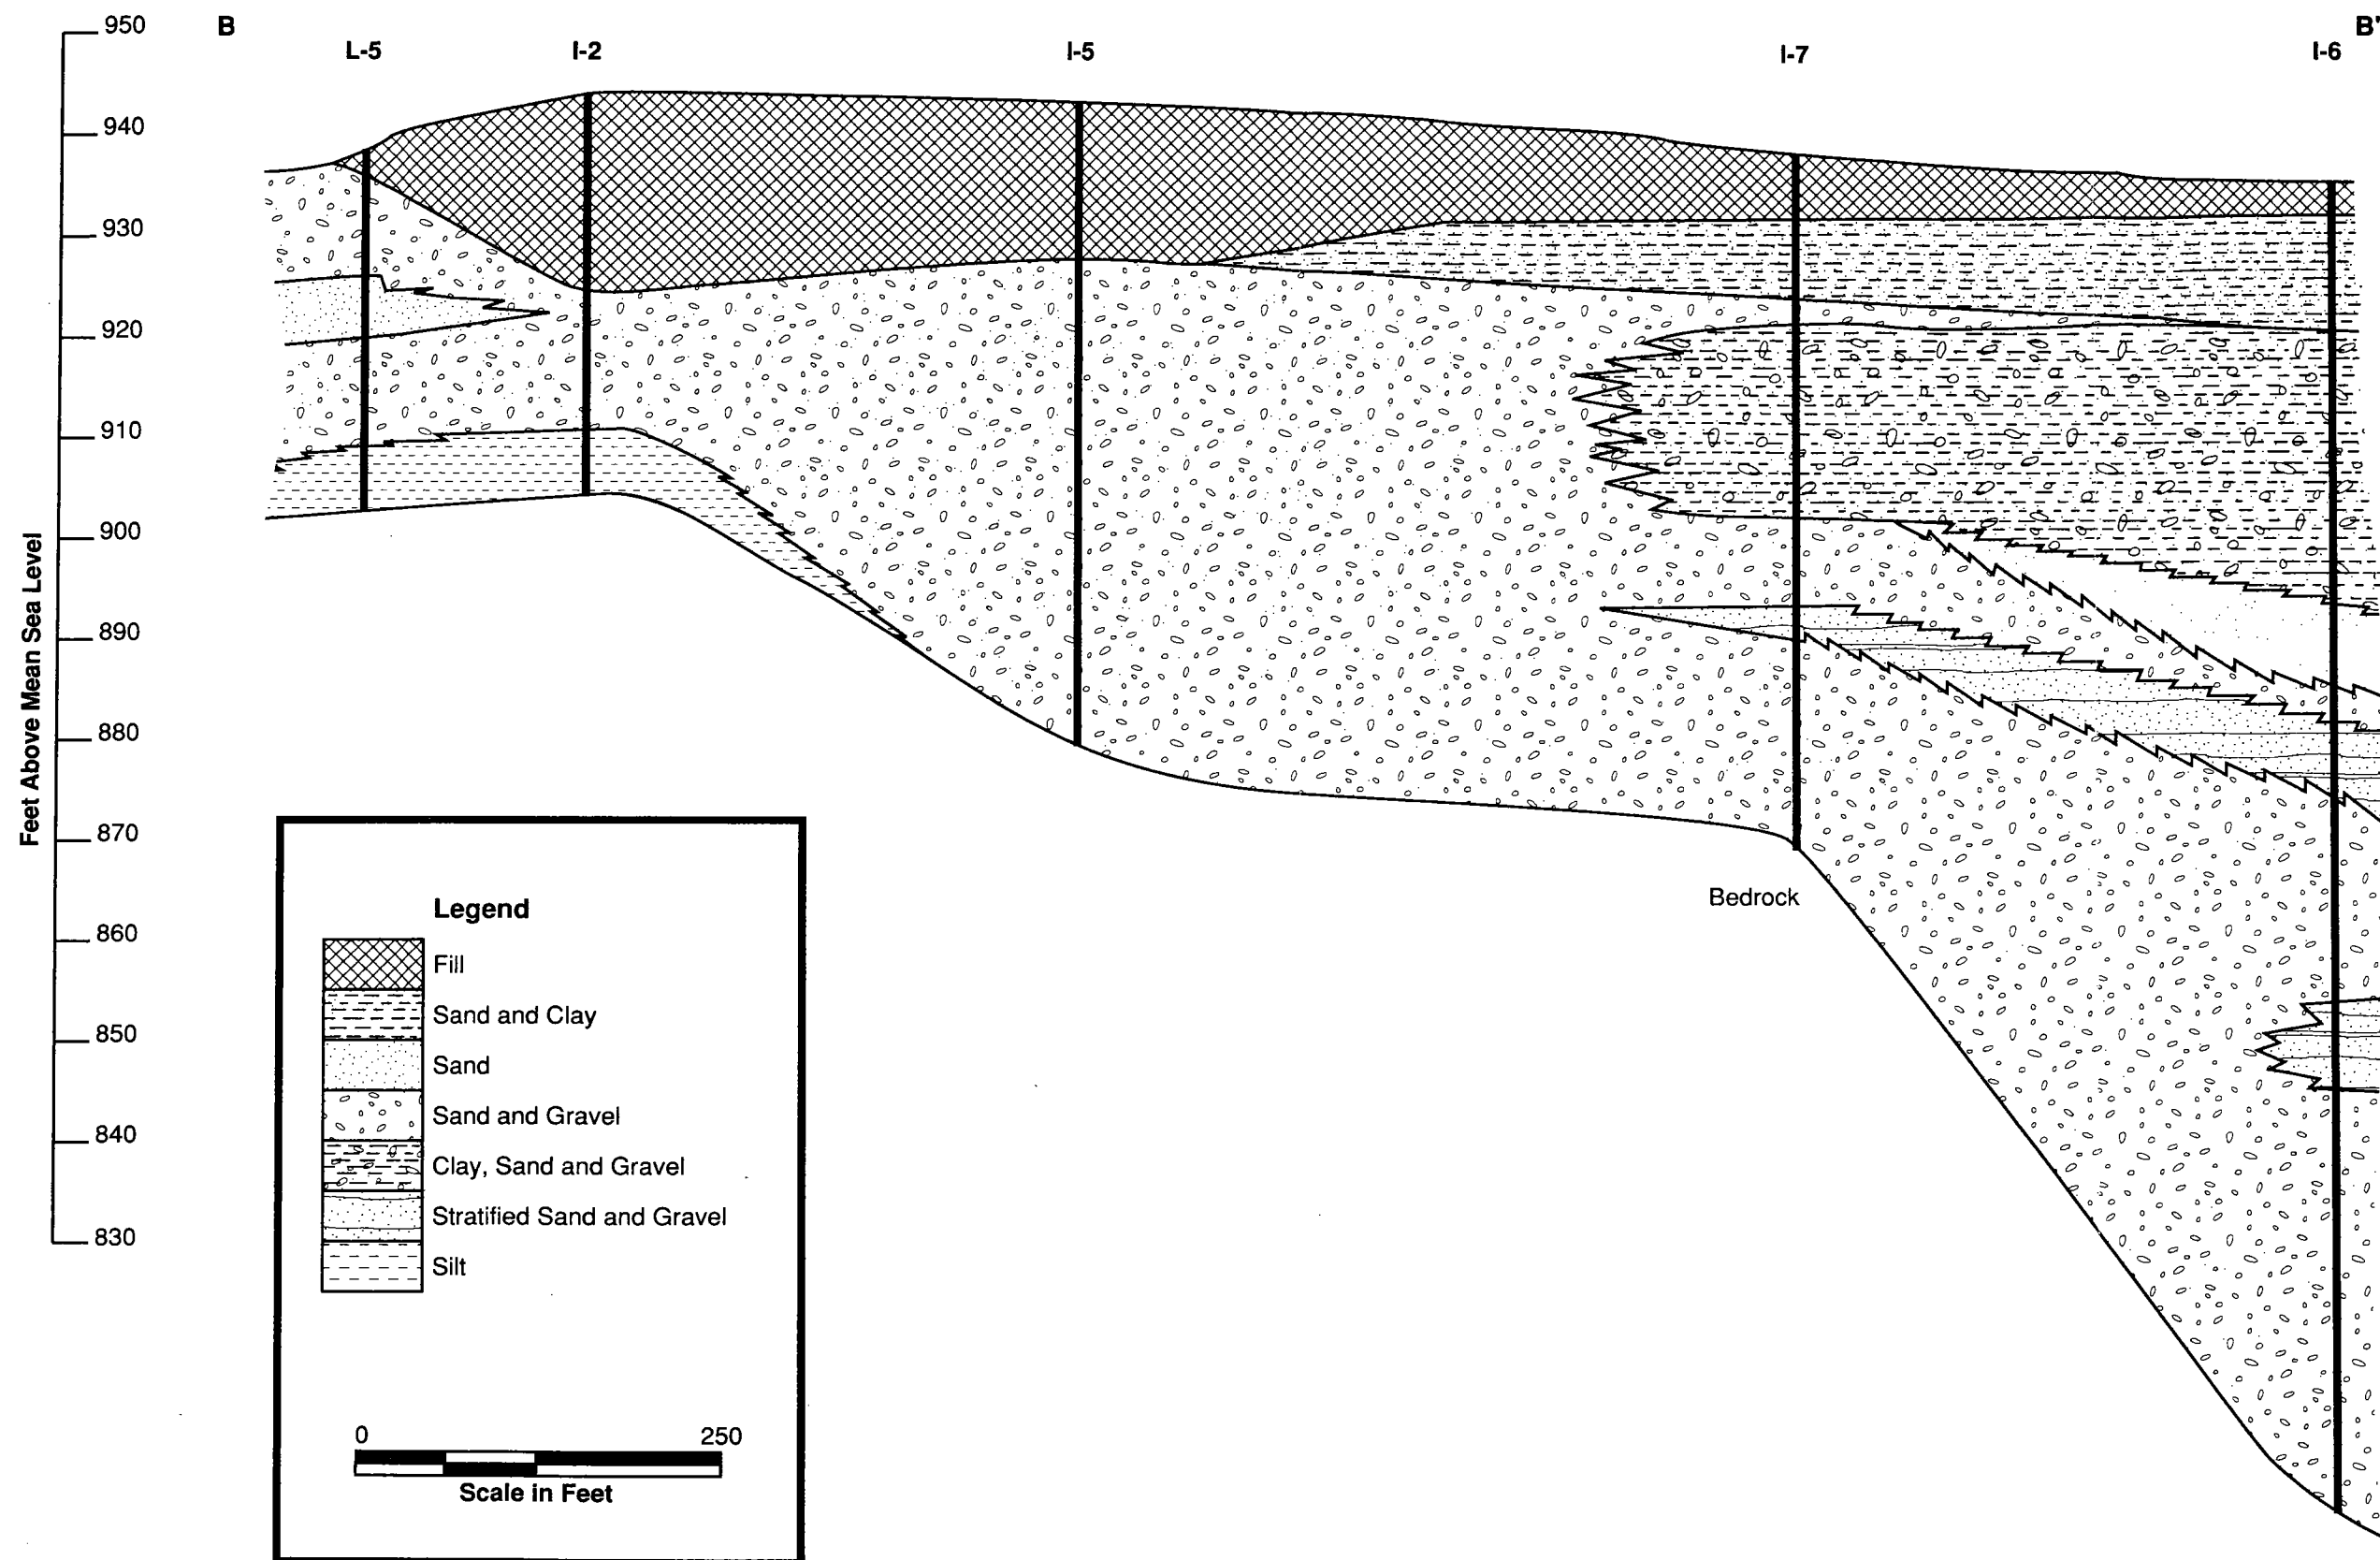 B
B'
L-5
I-2
I-5
I-7
I-6
950
940
930
920
910
900
890
880
870
860
850
840
830
Feet Above Mean Sea Level
Bedrock
Legend
Fill
Sand and Clay
Sand
Sand and Gravel
Clay, Sand and Gravel
Stratified Sand and Gravel
Silt
0
250
Scale in Feet